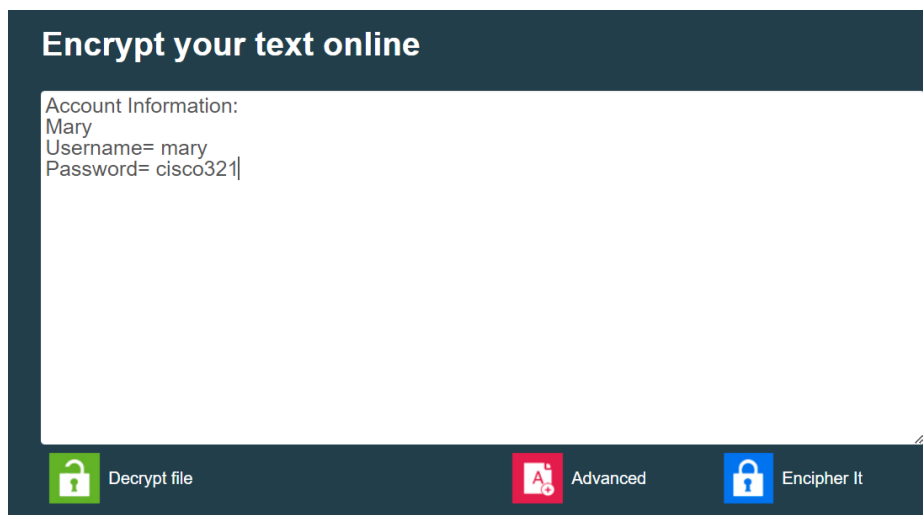 Encrypt your text online
Account Information:
Mary
Username= mary
Password= cisco321
Decrypt file
A
Advanced
Encipher It